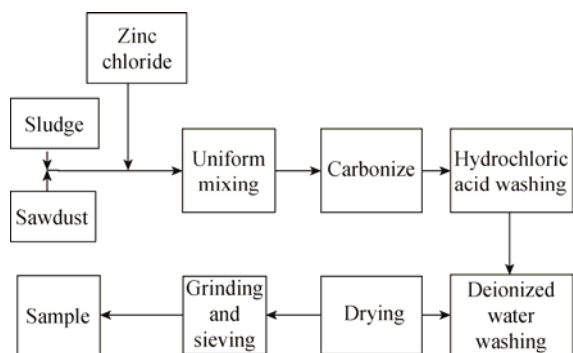 Zinc
chloride
Sludge
Sawdust
Uniform
mixing
Carbonize
Hydrochloric
acid washing
Deionized
water
washing
Drying
Grinding
and
sieving
Sample